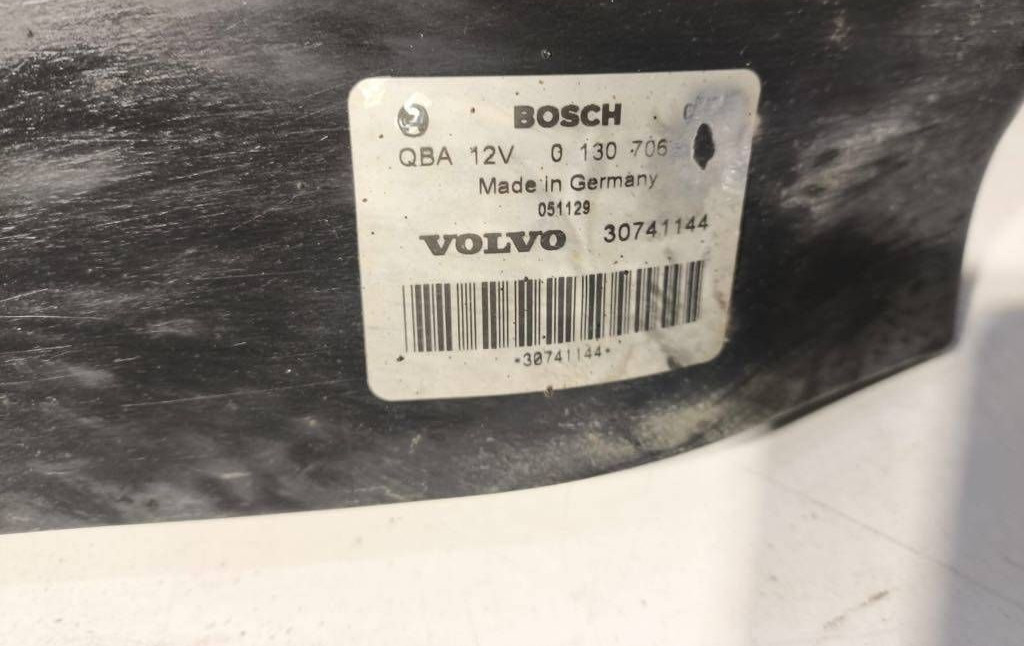 BOSCH
QBA 12V 0 130 706
Made in Germany
051129
VOLVO 30741144
*30741144*